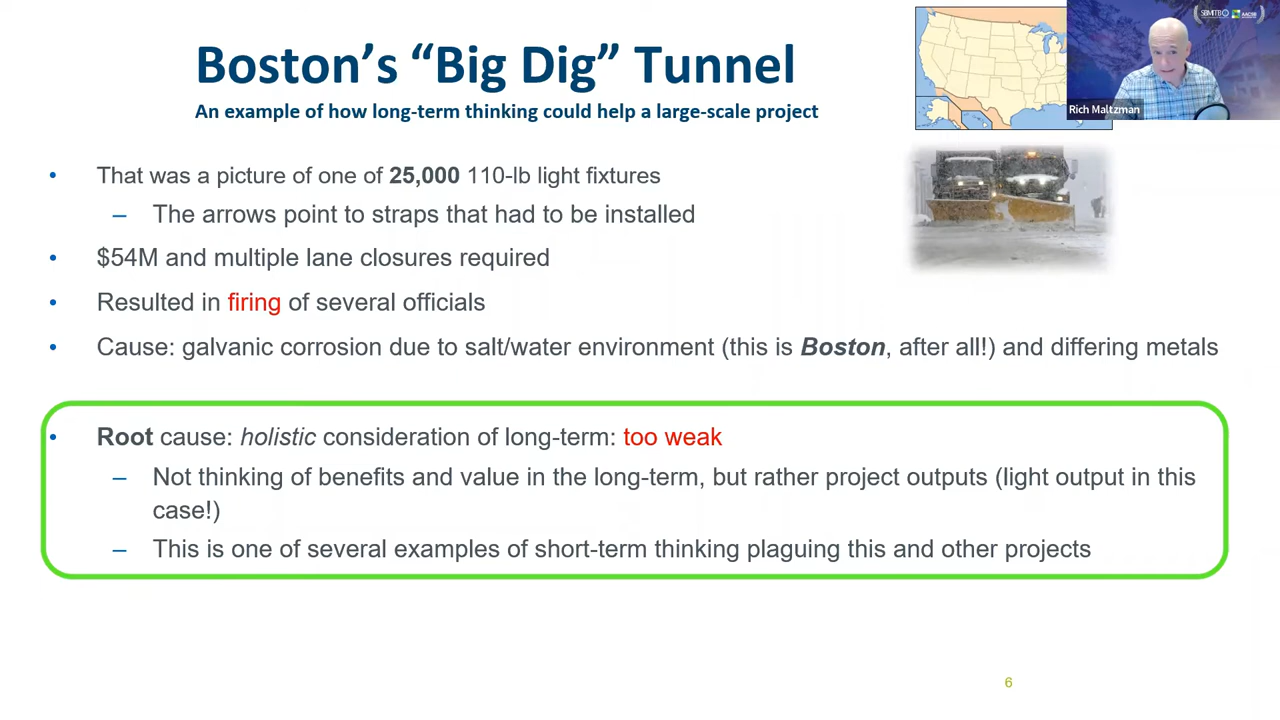 Boston’s “Big Dig” Tunnel
An example of how long-term thinking could help a large-scale project
SBMITB AACSB
Rich Maltzman
• That was a picture of one of 25,000 110-lb light fixtures
– The arrows point to straps that had to be installed
• $54M and multiple lane closures required
• Resulted in firing of several officials
• Cause: galvanic corrosion due to salt/water environment (this is Boston, after all!) and differing metals
• Root cause: holistic consideration of long-term: too weak
– Not thinking of benefits and value in the long-term, but rather project outputs (light output in this
case!)
– This is one of several examples of short-term thinking plaguing this and other projects
6